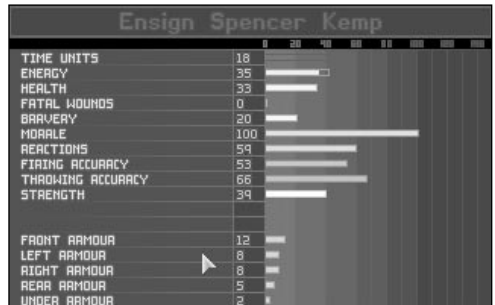 Ensign Spencer Kemp
0 20 40 60 80 100 120 140
TIME UNITS 18
ENERGY 35
HEALTH 33
FATAL WOUNDS 0
BRAVERY 20
MORALE 100
REACTIONS 59
FIRING ACCURACY 53
THROWING ACCURACY 66
STRENGTH 39
FRONT ARMOUR 12
LEFT ARMOUR 8
RIGHT ARMOUR 8
REAR ARMOUR 5
UNDER ARMOUR 2